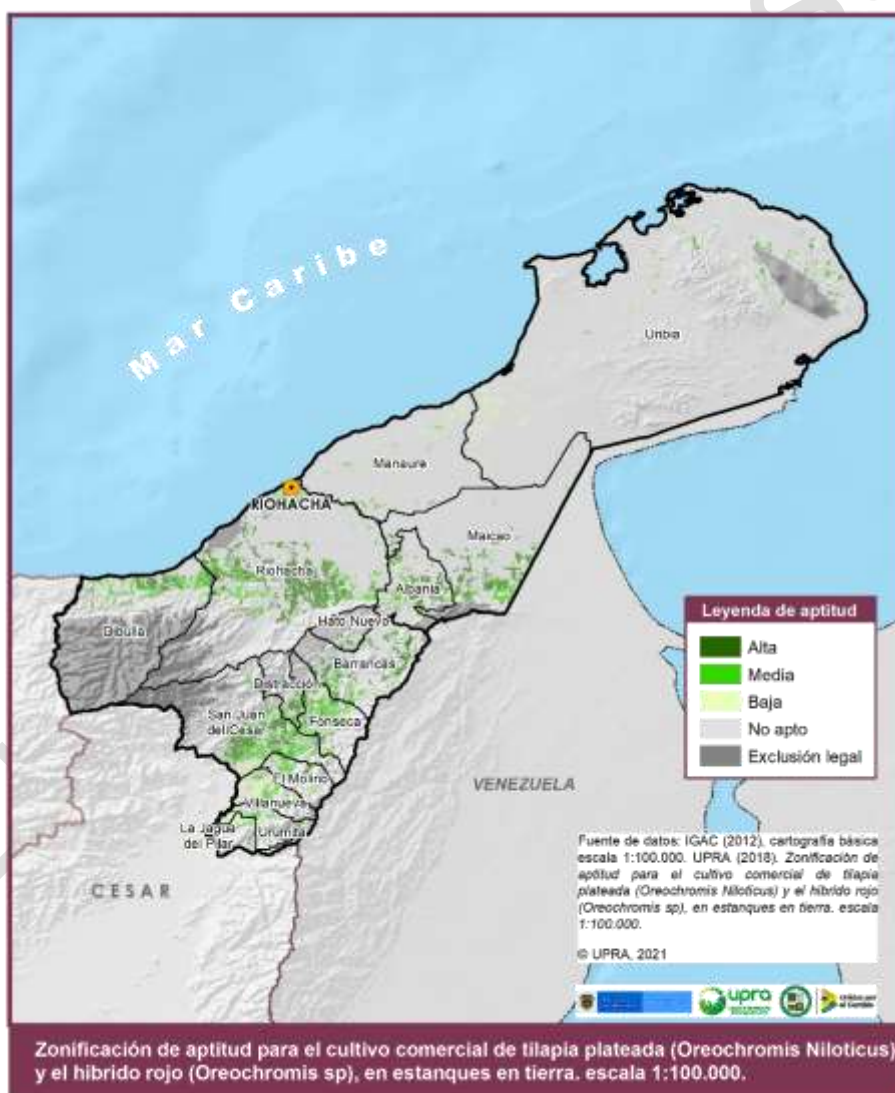 Mar Caribe
Uribia
Manaure
RIOHACHA
Maicao
Riohacha
Albania
Dibulla
Hato Nuevo
Barrancas
Distracció
San Juan
del Cesar
Fonseca
El Molino
Villanueva
La Jagua
del Pilar
Urumita
VENEZUELA
CESAR
Leyenda de aptitud
Alta
Media
Baja
No apto
Exclusión legal
Fuente de datos: IGAC (2012), cartografía básica
escala 1:100.000. UPRA (2018). Zonificación de
aptitud para el cultivo comercial de tilapia
plateada (Oreochromis Niloticus) y el híbrido rojo
(Oreochromis sp), en estanques en tierra. escala
1:100.000.
© UPRA, 2021
upra
Zonificación de aptitud para el cultivo comercial de tilapia plateada (Oreochromis Niloticus)
y el híbrido rojo (Oreochromis sp), en estanques en tierra. escala 1:100.000.